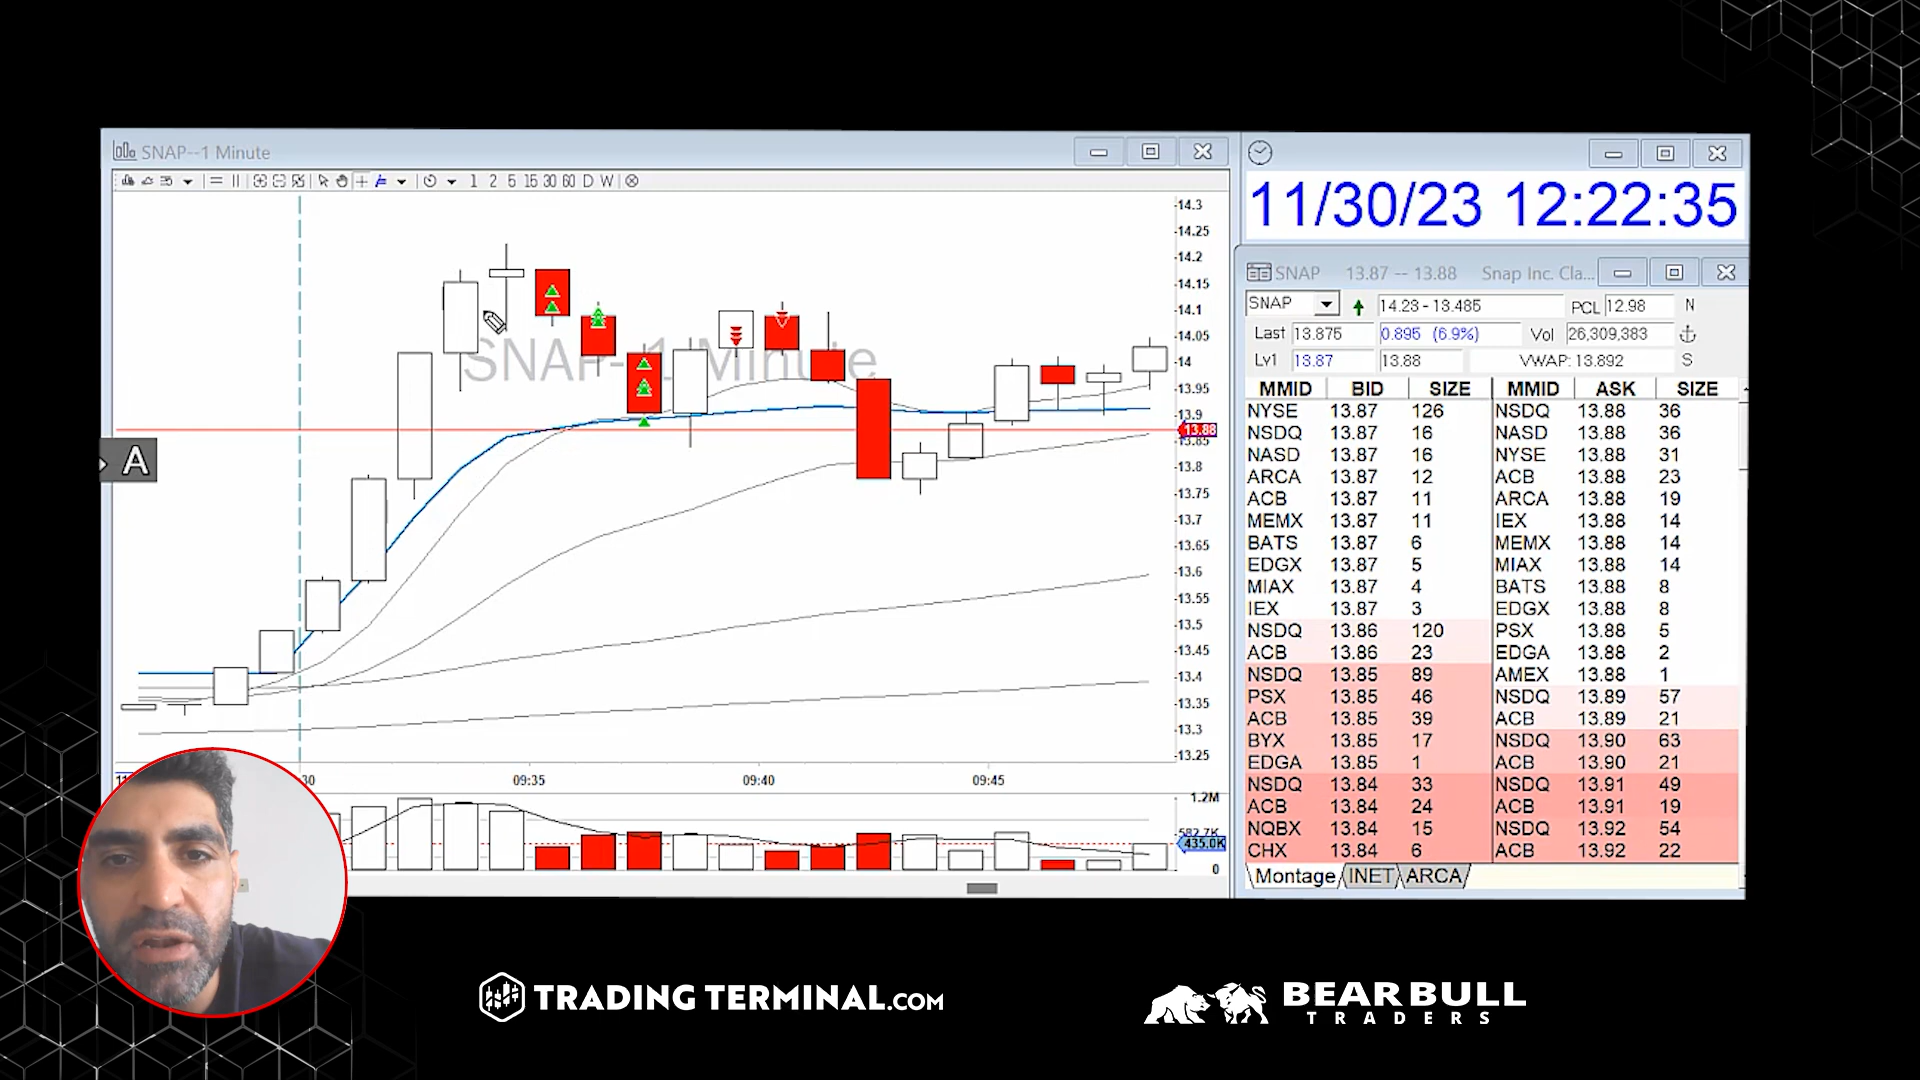 SNAP--1 Minute
1 2 5 15 30 60 D W
SNAP--1 Minute
14.3
14.25
14.2
14.15
14.1
14.05
14
13.95
13.9
13.88
13.85
13.8
13.75
13.7
13.65
13.6
13.55
13.5
13.45
13.4
13.35
13.3
13.25
A
09:35
09:40
09:45
1.2M
582.7K
435.0K
0
11/30/23 12:22:35
SNAP 13.87 -- 13.88 Snap Inc. Cla...
SNAP 14.23 - 13.485 PCL 12.98 N
Last 13.875 0.895 (6.9%) Vol 26,309,383
Lv1 13.87 13.88 VWAP: 13.892 S
MMID BID SIZE MMID ASK SIZE
NYSE 13.87 126 NSDQ 13.88 36
NSDQ 13.87 16 NASD 13.88 36
NASD 13.87 16 NYSE 13.88 31
ARCA 13.87 12 ACB 13.88 23
ACB 13.87 11 ARCA 13.88 19
MEMX 13.87 11 IEX 13.88 14
BATS 13.87 6 MEMX 13.88 14
EDGX 13.87 5 MIAX 13.88 14
MIAX 13.87 4 BATS 13.88 8
IEX 13.87 3 EDGX 13.88 8
NSDQ 13.86 120 PSX 13.88 5
ACB 13.86 23 EDGA 13.88 2
NSDQ 13.85 89 AMEX 13.88 1
PSX 13.85 46 NSDQ 13.89 57
ACB 13.85 39 ACB 13.89 21
BYX 13.85 17 NSDQ 13.90 63
EDGA 13.85 1 ACB 13.90 21
NSDQ 13.84 33 NSDQ 13.91 49
ACB 13.84 24 ACB 13.91 19
NQBX 13.84 15 NSDQ 13.92 54
CHX 13.84 6 ACB 13.92 22
Montage INET ARCA
TRADING TERMINAL.COM
BEAR BULL
TRADERS